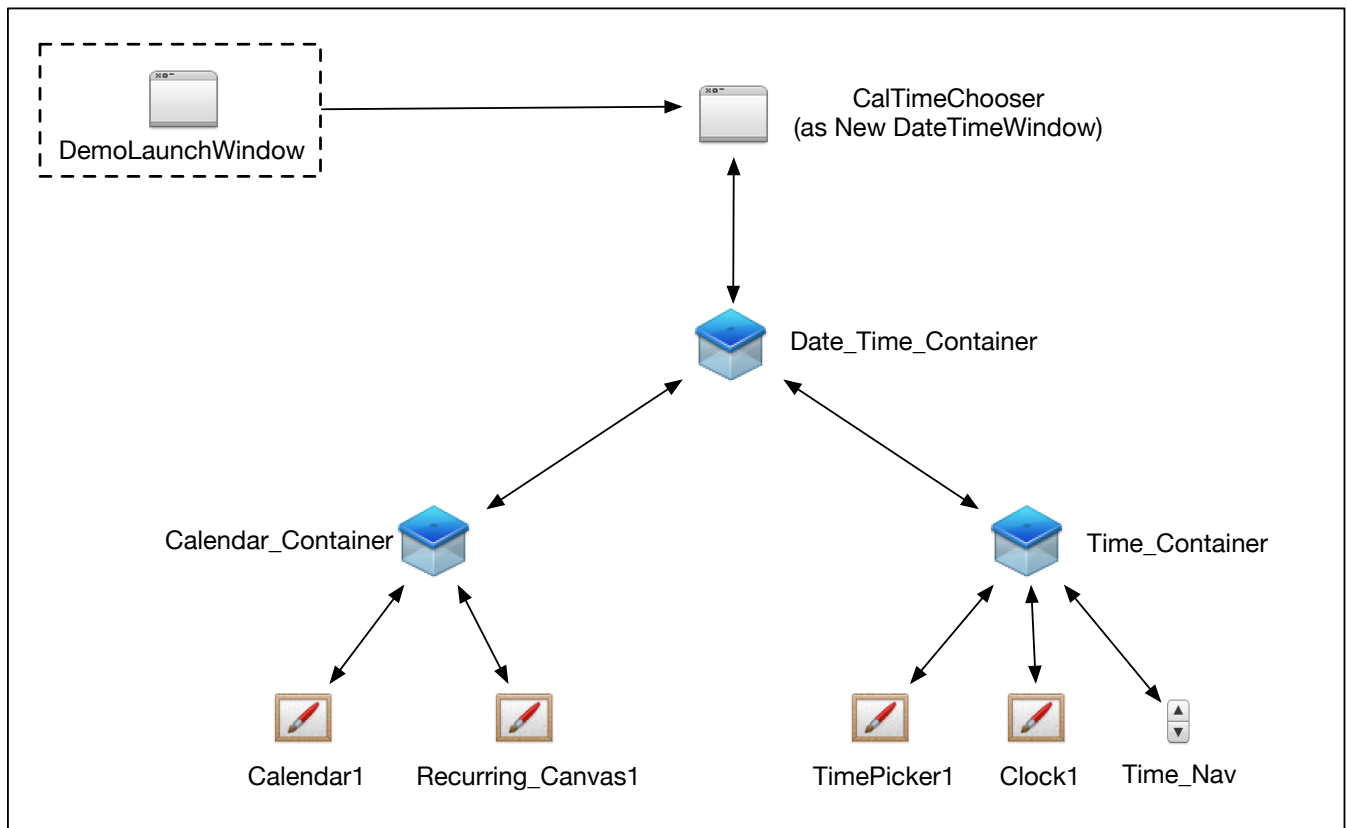 DemoLaunchWindow
CalTimeChooser
(as New DateTimeWindow)
Date_Time_Container
Calendar_Container
Time_Container
Calendar1
Recurring_Canvas1
TimePicker1
Clock1
Time_Nav